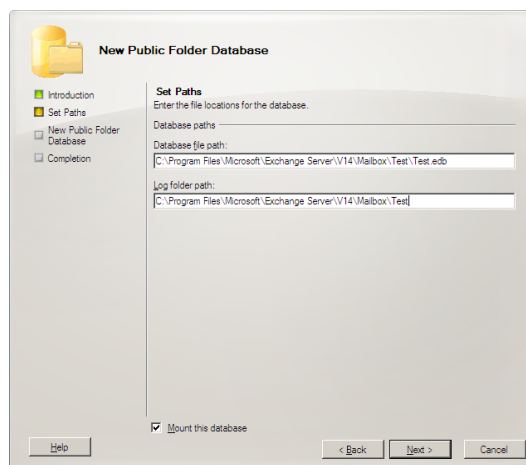 New Public Folder Database
Introduction
Set Paths
New Public Folder
Database
Completion
Set Paths
Enter the file locations for the database.
Database paths
Database file path:
C:\Program Files\Microsoft\Exchange Server\V14\Mailbox\Test\Test.edb
Log folder path:
C:\Program Files\Microsoft\Exchange Server\V14\Mailbox\Test
Mount this database
Help
< Back
Next >
Cancel